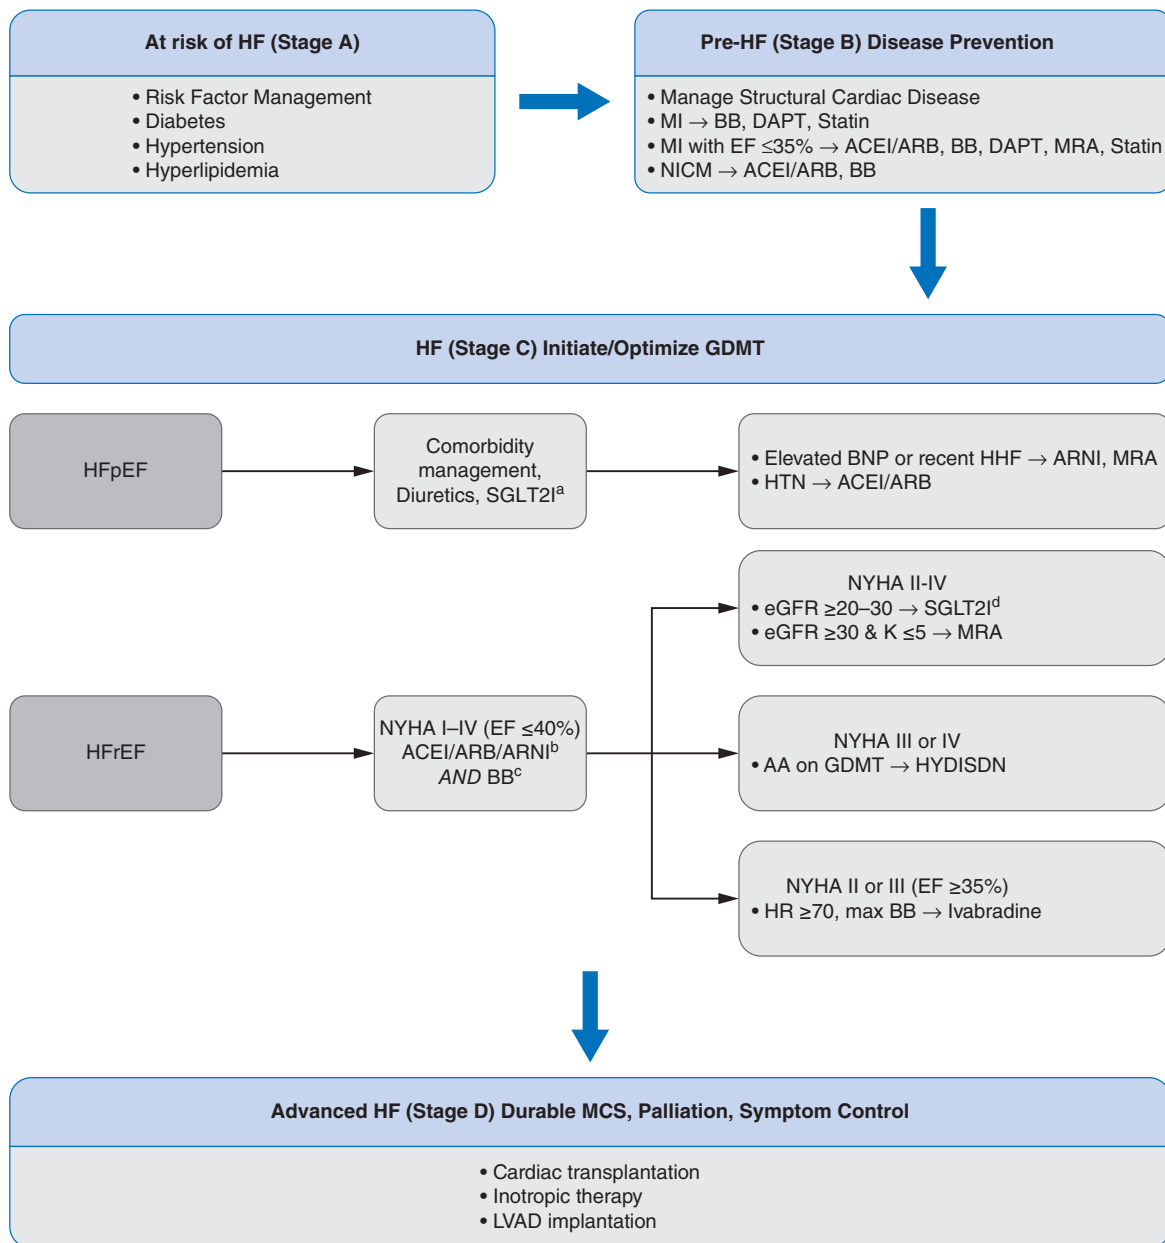 At risk of HF (Stage A)
• Risk Factor Management
• Diabetes
• Hypertension
• Hyperlipidemia
Pre-HF (Stage B) Disease Prevention
• Manage Structural Cardiac Disease
• MI → BB, DAPT, Statin
• MI with EF ≤35% → ACEI/ARB, BB, DAPT, MRA, Statin
• NICM → ACEI/ARB, BB
HF (Stage C) Initiate/Optimize GDMT
HFpEF
Comorbidity
management,
Diuretics, SGLT2Iᵃ
• Elevated BNP or recent HHF → ARNI, MRA
• HTN → ACEI/ARB
HFrEF
NYHA I–IV (EF ≤40%)
ACEI/ARB/ARNIᵇ
AND BBᶜ
NYHA II-IV
• eGFR ≥20–30 → SGLT2Iᵈ
• eGFR ≥30 & K ≤5 → MRA
NYHA III or IV
• AA on GDMT → HYDISDN
NYHA II or III (EF ≥35%)
• HR ≥70, max BB → Ivabradine
Advanced HF (Stage D) Durable MCS, Palliation, Symptom Control
• Cardiac transplantation
• Inotropic therapy
• LVAD implantation